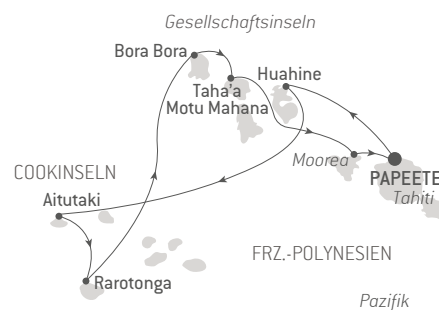 Gesellschaftsinseln
Bora Bora
Huahine
Taha'a
Motu Mahana
Moorea
PAPEETE
Tahiti
COOKINSELN
Aitutaki
FRZ.-POLYNESIEN
Rarotonga
Pazifik